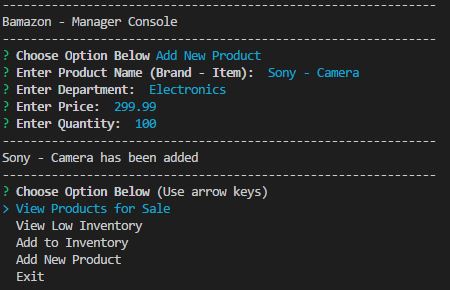 ------------------------------------------------------------
Bamazon - Manager Console
------------------------------------------------------------
? Choose Option Below Add New Product
? Enter Product Name (Brand - Item):  Sony - Camera
? Enter Department:  Electronics
? Enter Price:  299.99
? Enter Quantity:  100
------------------------------------------------------------
Sony - Camera has been added
------------------------------------------------------------
? Choose Option Below (Use arrow keys)
> View Products for Sale
  View Low Inventory
  Add to Inventory
  Add New Product
  Exit